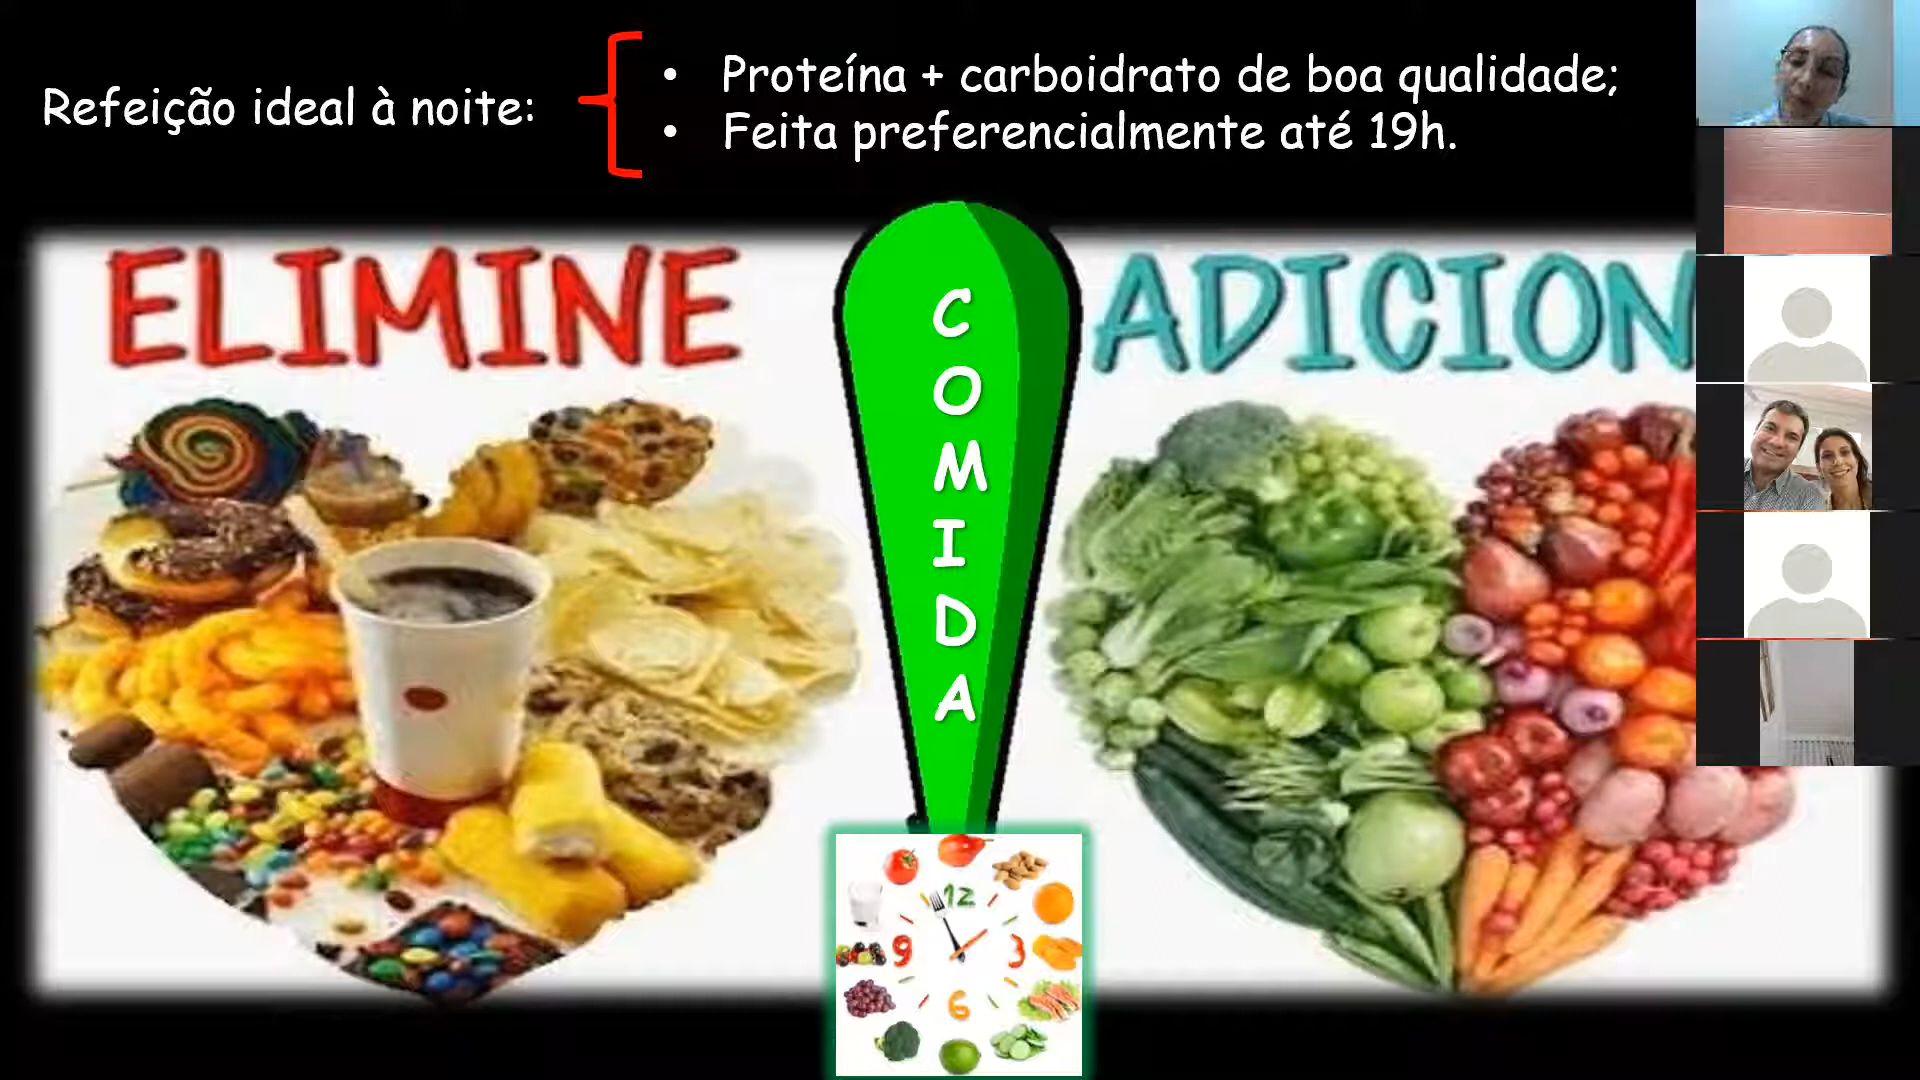 Refeição ideal à noite:
• Proteína + carboidrato de boa qualidade;
• Feita preferencialmente até 19h.
ELIMINE
COMIDA
ADICION
12
9
3
6